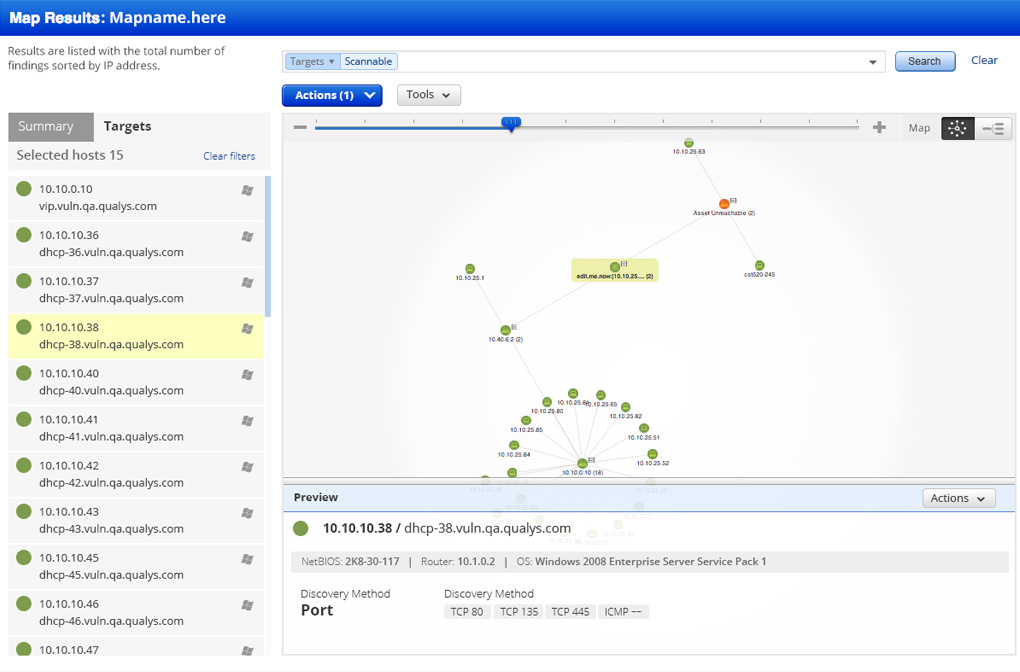 Map Results: Mapname.here
Results are listed with the total number of
findings sorted by IP address.
Targets
Scannable
Search
Clear
Actions (1)
Tools
Summary
Targets
Map
Selected hosts 15
Clear filters
10.10.0.10
vip.vuln.qa.qualys.com
10.10.10.36
dhcp-36.vuln.qa.qualys.com
10.10.10.37
dhcp-37.vuln.qa.qualys.com
10.10.10.38
dhcp-38.vuln.qa.qualys.com
10.10.10.40
dhcp-40.vuln.qa.qualys.com
10.10.10.41
dhcp-41.vuln.qa.qualys.com
10.10.10.42
dhcp-42.vuln.qa.qualys.com
10.10.10.43
dhcp-43.vuln.qa.qualys.com
10.10.10.45
dhcp-45.vuln.qa.qualys.com
10.10.10.46
dhcp-46.vuln.qa.qualys.com
10.10.10.47
10.10.25.63
Asset Unreachable (2)
cst520-245
10.10.25.1
edit.me.now:[10.10.25.... (2)
10.40.6.2 (2)
10.10.25.80
10.10.25.65
10.10.25.82
10.10.25.85
10.10.25.51
10.10.25.84
10.10.25.52
10.10.0.10 (18)
Preview
Actions
10.10.10.38 / dhcp-38.vuln.qa.qualys.com
NetBIOS: 2K8-30-117 | Router: 10.1.0.2 | OS: Windows 2008 Enterprise Server Service Pack 1
Discovery Method
Port
Discovery Method
TCP 80
TCP 135
TCP 445
ICMP --